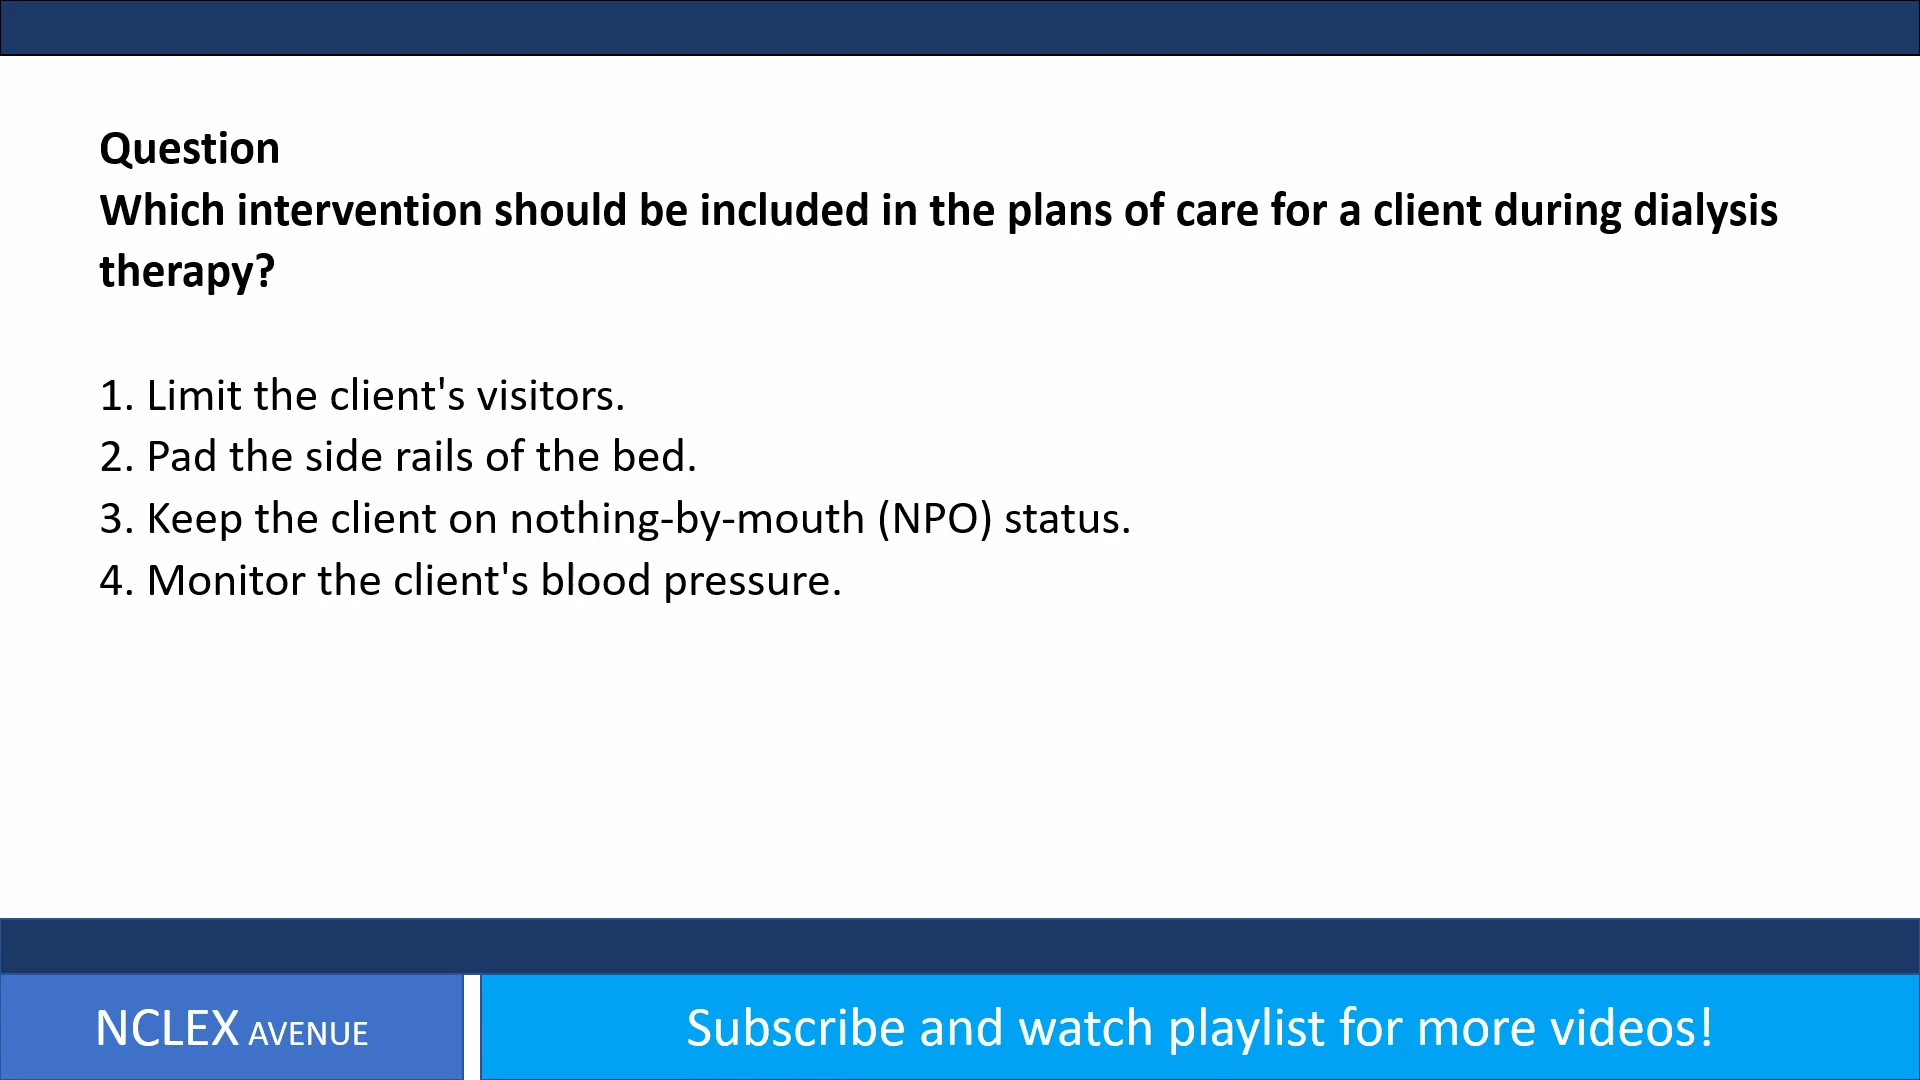 Question
Which intervention should be included in the plans of care for a client during dialysis
therapy?
1. Limit the client's visitors.
2. Pad the side rails of the bed.
3. Keep the client on nothing-by-mouth (NPO) status.
4. Monitor the client's blood pressure.
NCLEX AVENUE
Subscribe and watch playlist for more videos!